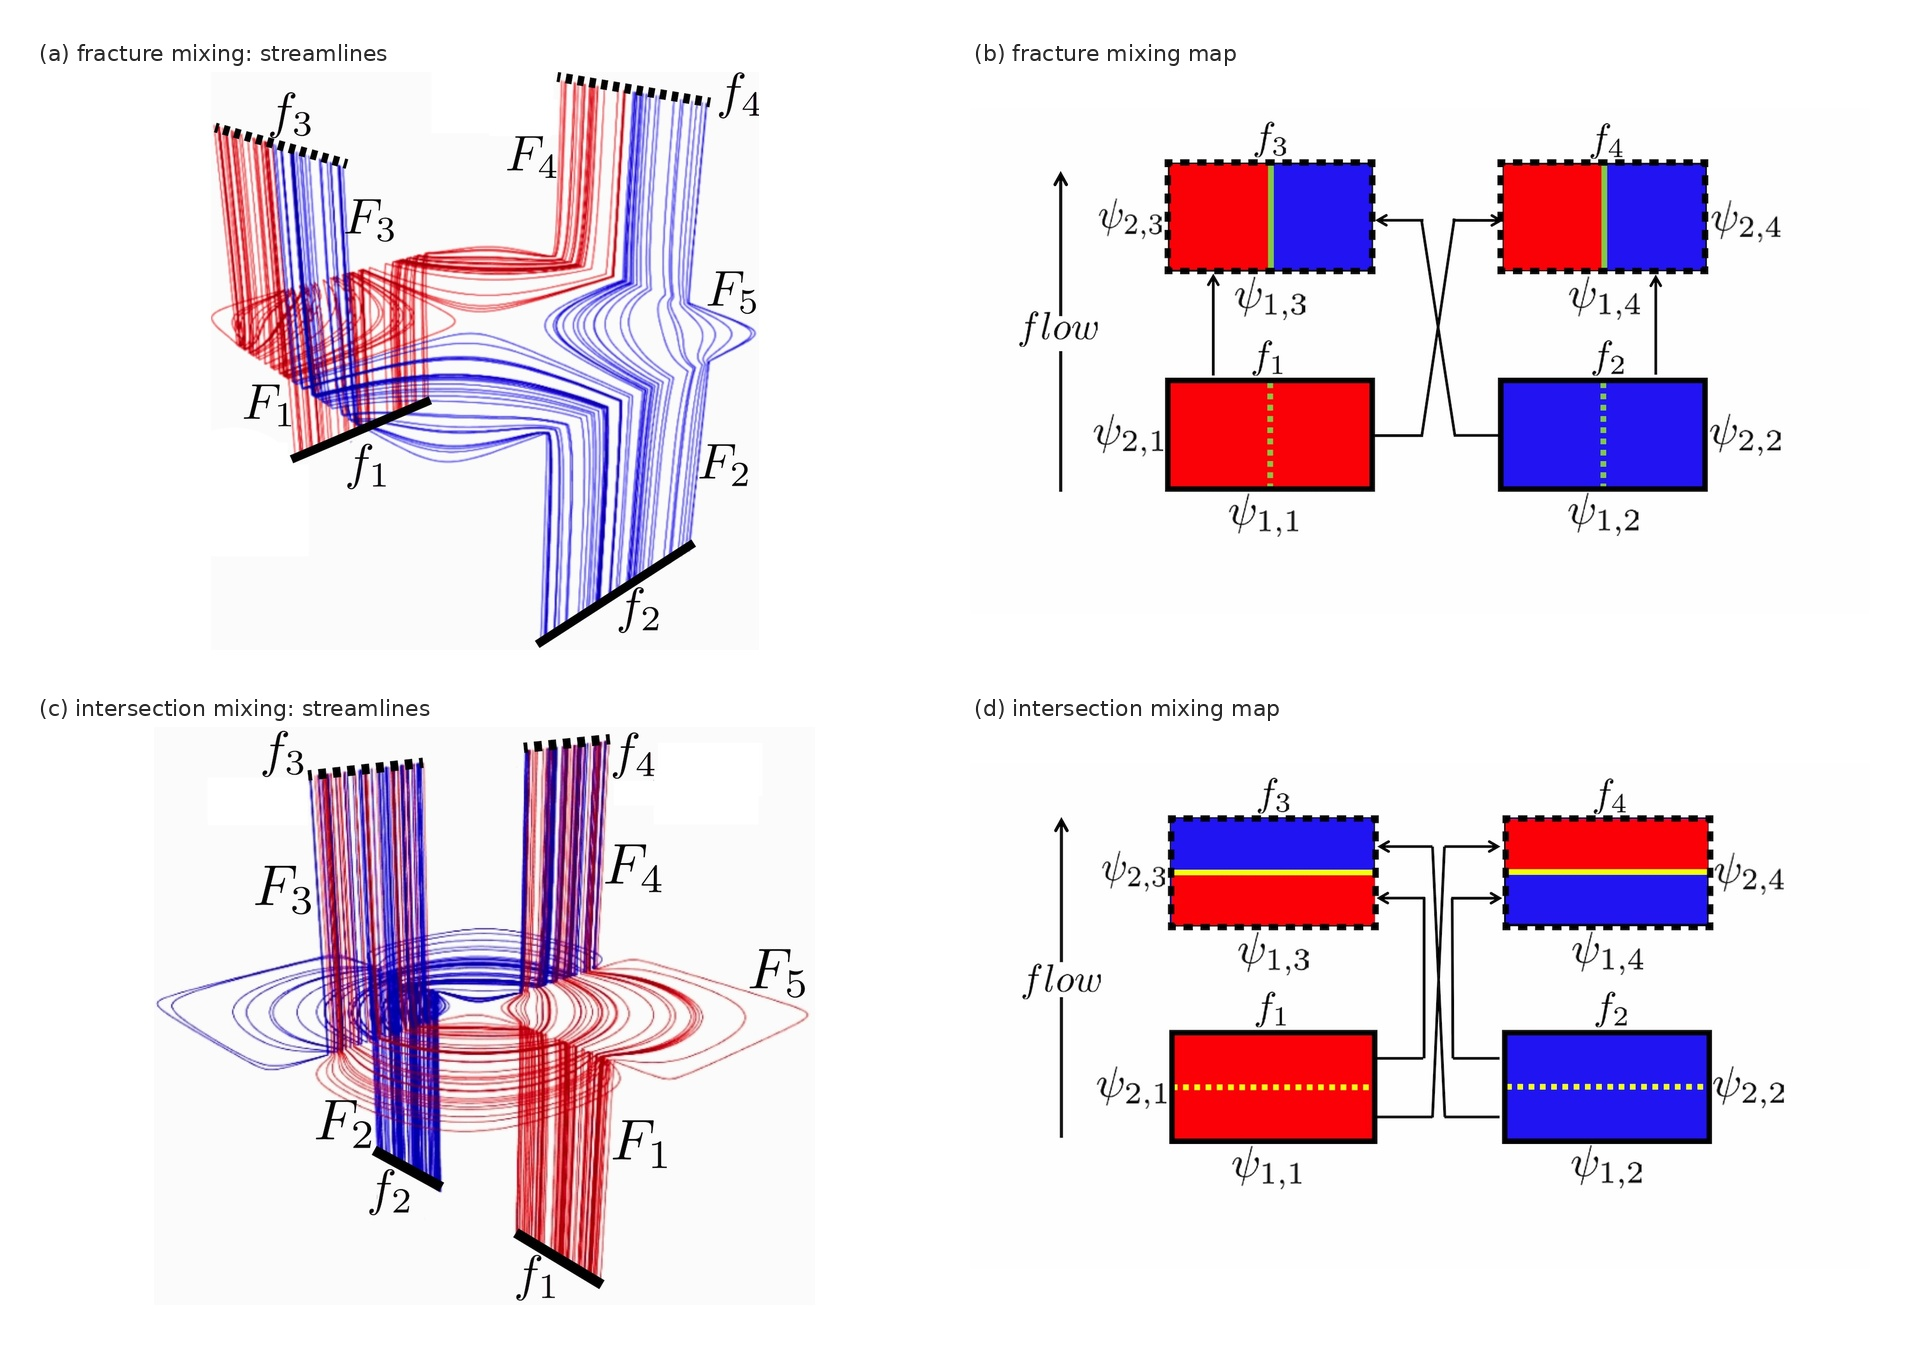 (a) fracture mixing: streamlines
f3
F3
F4
f4
F5
F1
f1
F2
f2
(b) fracture mixing map
f3
f4
ψ2,3
ψ2,4
ψ1,3
ψ1,4
flow
f1
f2
ψ2,1
ψ2,2
ψ1,1
ψ1,2
(c) intersection mixing: streamlines
f3
f4
F3
F4
F5
F2
F1
f2
f1
(d) intersection mixing map
f3
f4
ψ2,3
ψ2,4
ψ1,3
ψ1,4
flow
f1
f2
ψ2,1
ψ2,2
ψ1,1
ψ1,2